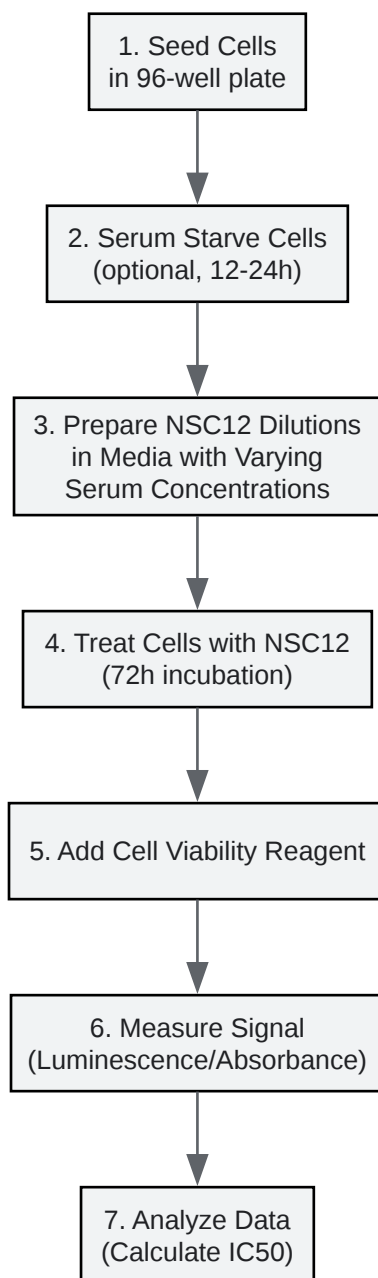 1. Seed Cells
in 96-well plate
2. Serum Starve Cells
(optional, 12-24h)
3. Prepare NSC12 Dilutions
in Media with Varying
Serum Concentrations
4. Treat Cells with NSC12
(72h incubation)
5. Add Cell Viability Reagent
6. Measure Signal
(Luminescence/Absorbance)
7. Analyze Data
(Calculate IC50)